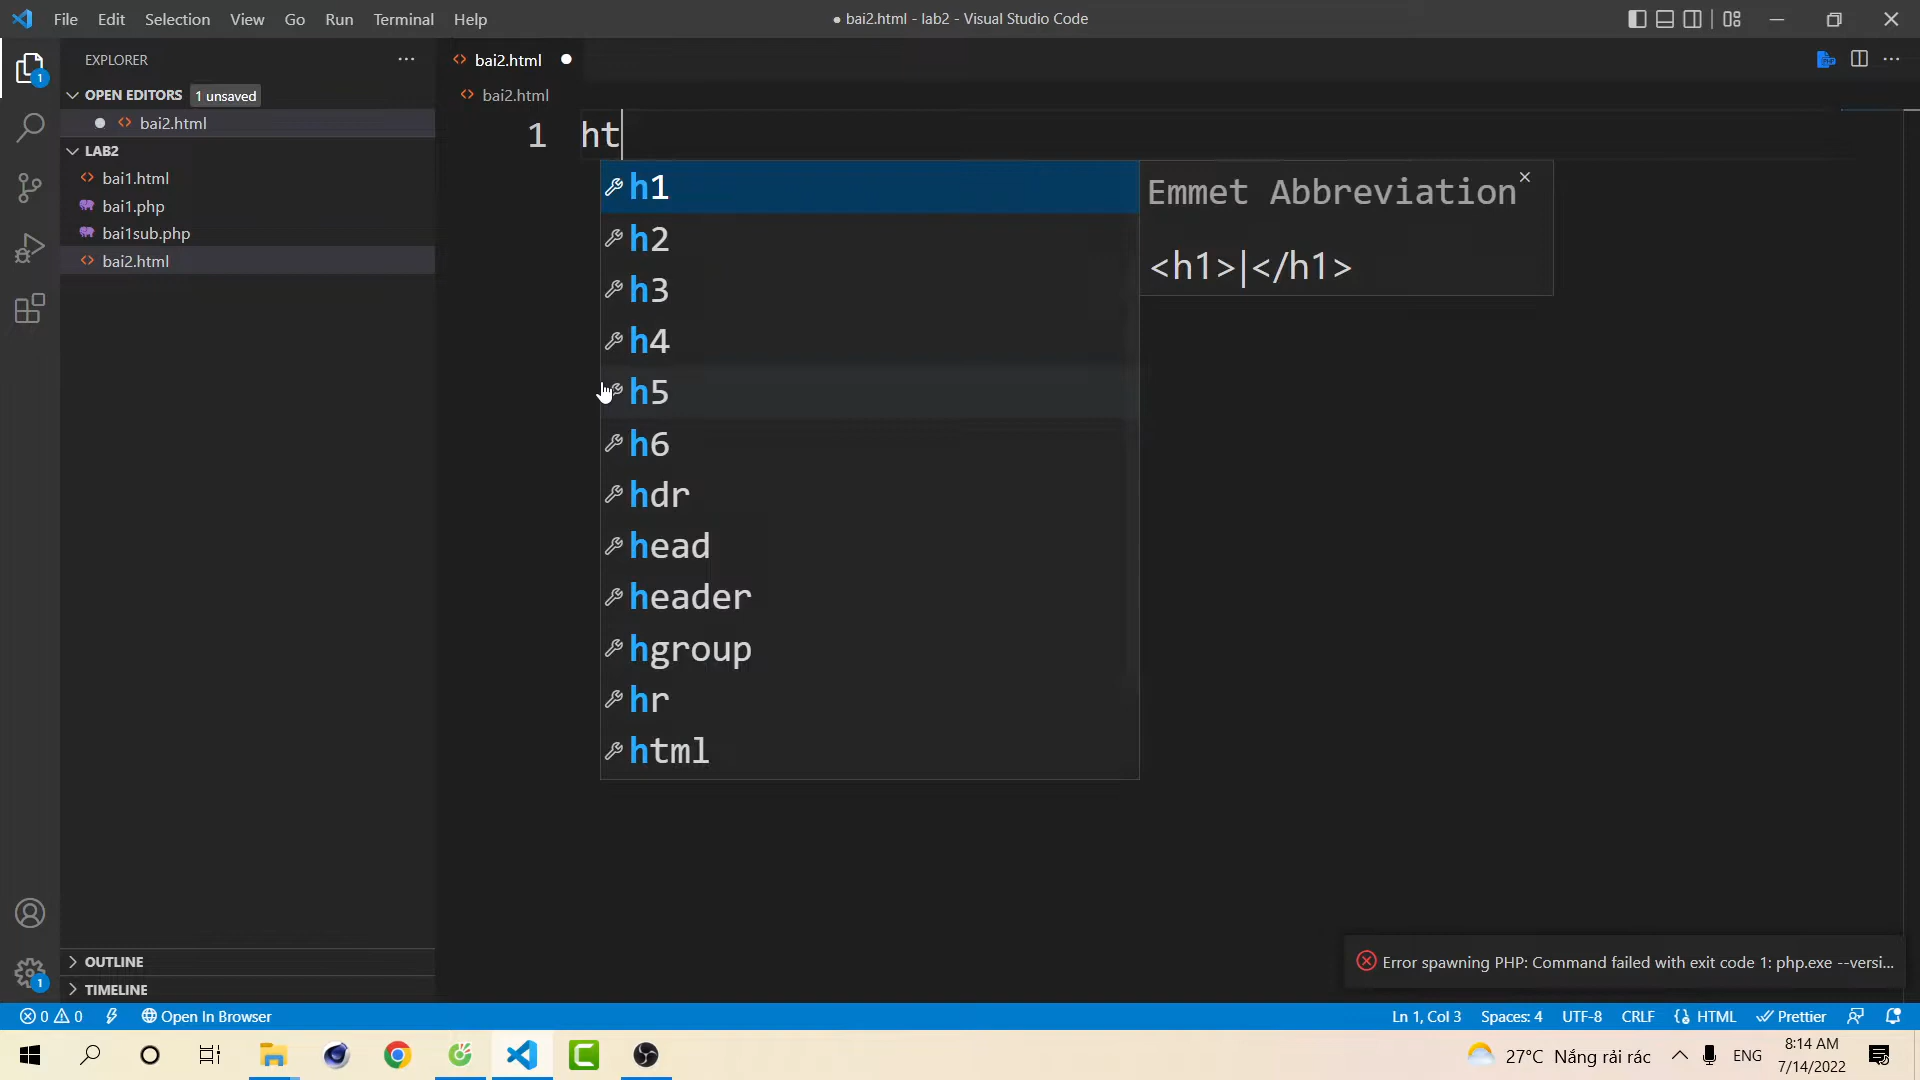 File Edit Selection View Go Run Terminal Help
● bai2.html - lab2 - Visual Studio Code
EXPLORER
OPEN EDITORS 1 unsaved
bai2.html
LAB2
bai1.html
bai1.php
bai1sub.php
bai2.html
OUTLINE
TIMELINE
1
1
bai2.html
bai2.html
1 ht
h1
h2
h3
h4
h5
h6
hdr
head
header
hgroup
hr
html
Emmet Abbreviation
<h1>|</h1>
Error spawning PHP: Command failed with exit code 1: php.exe --versi...
0 0 Open In Browser
Ln 1, Col 3 Spaces: 4 UTF-8 CRLF HTML Prettier
27°C Nắng rải rác ENG
8:14 AM
7/14/2022